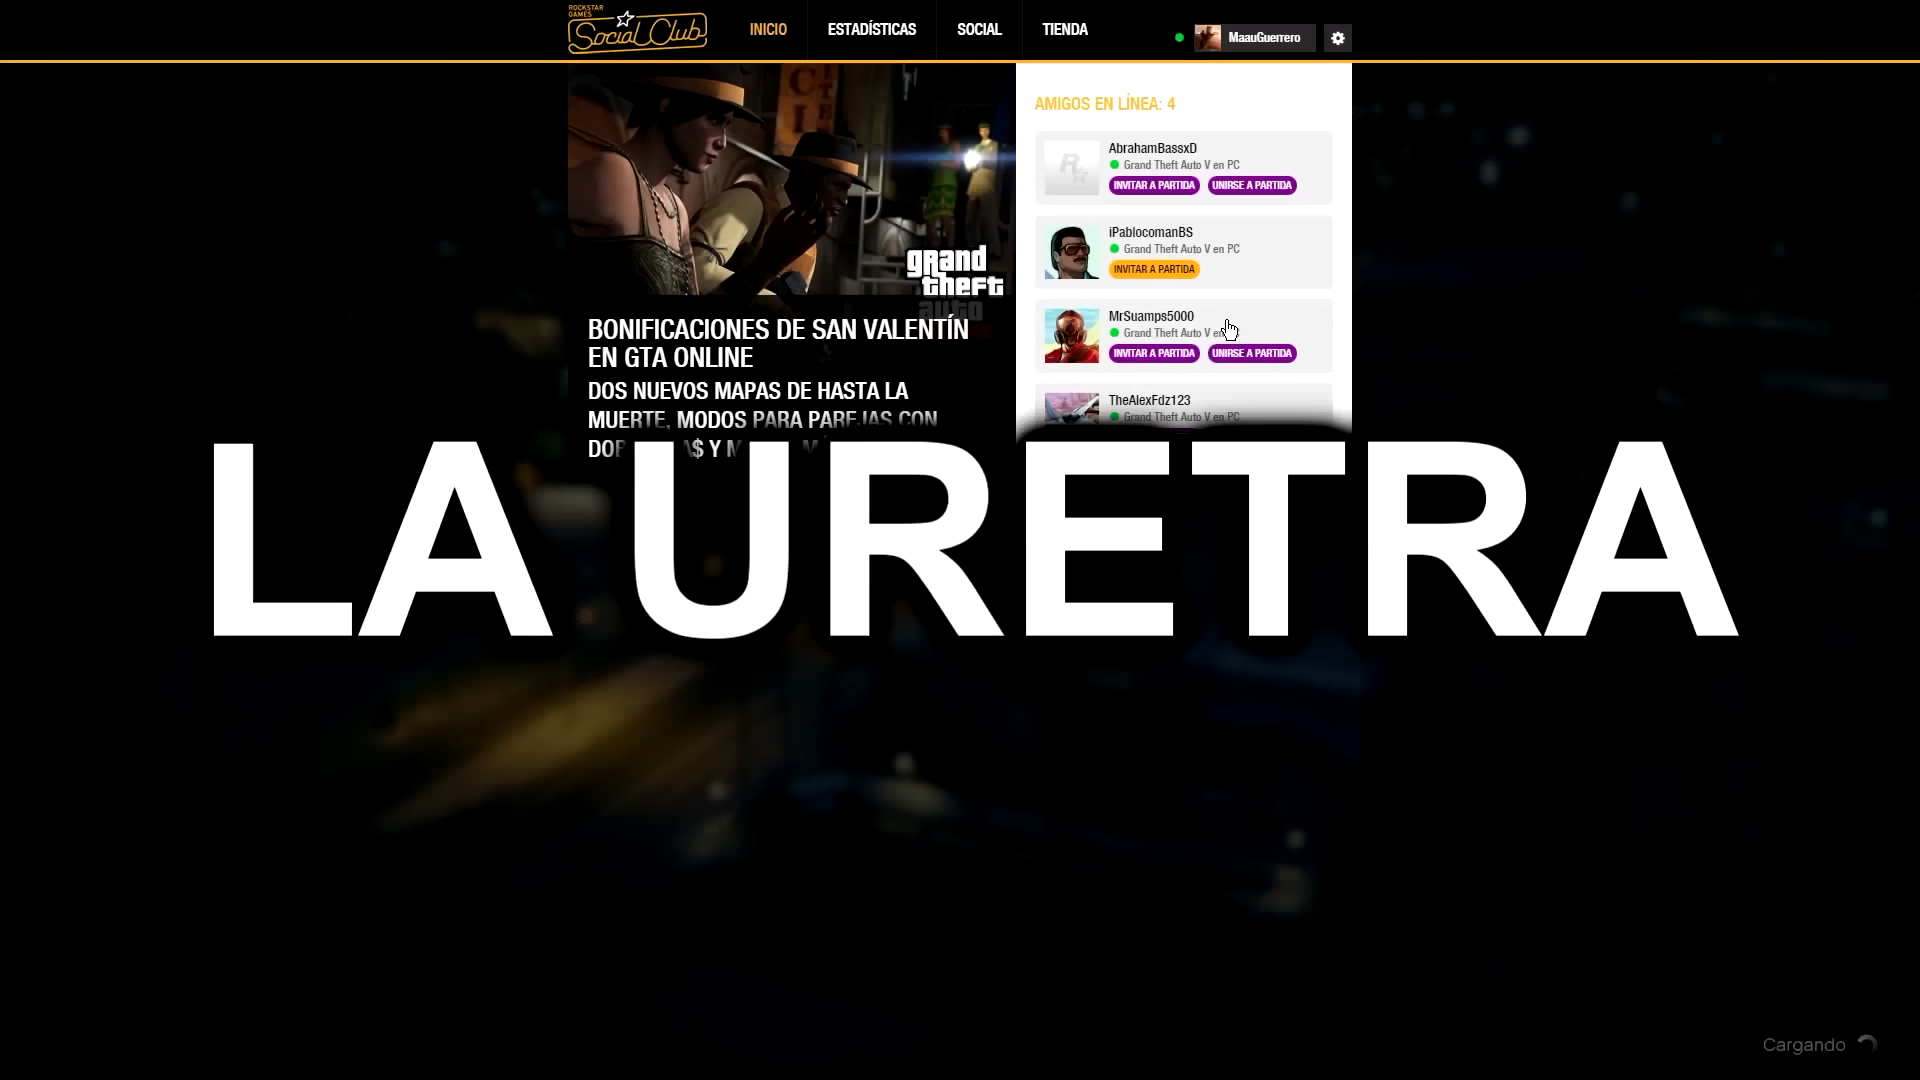 ROCKSTAR
GAMES
Social Club
INICIO
ESTADÍSTICAS
SOCIAL
TIENDA
MaauGuerrero
grand
theft
auto
BONIFICACIONES DE SAN VALENTÍN
EN GTA ONLINE
DOS NUEVOS MAPAS DE HASTA LA
MUERTE, MODOS PARA PAREJAS CON
Y
AMIGOS EN LÍNEA: 4
AbrahamBassxD
Grand Theft Auto V en PC
INVITAR A PARTIDA
UNIRSE A PARTIDA
iPablocomanBS
Grand Theft Auto V en PC
INVITAR A PARTIDA
MrSuamps5000
Grand Theft Auto V en
INVITAR A PARTIDA
UNIRSE A PARTIDA
TheAlexFdz123
Grand Theft Auto V en PC
LA URETRA
Cargando